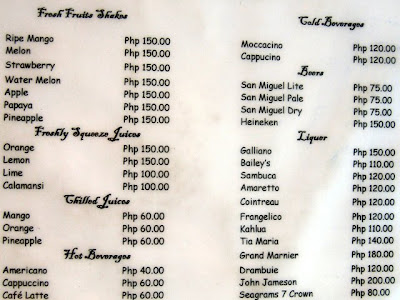 Fresh Fruits Shakes
Ripe Mango Php 150.00
Melon Php 150.00
Strawberry Php 150.00
Water Melon Php 150.00
Apple Php 150.00
Papaya Php 150.00
Pineapple Php 150.00
Freshly Squeeze Juices
Orange Php 150.00
Lemon Php 150.00
Lime Php 100.00
Calamansi Php 100.00
Chilled Juices
Mango Php 60.00
Orange Php 60.00
Pineapple Php 60.00
Hot Beverages
Americano Php 40.00
Cappuccino Php 60.00
Café Latte Php 60.00
Cold Beverages
Moccacino Php 120.00
Cappucino Php 120.00
Beers
San Miguel Lite Php 75.00
San Miguel Pale Php 75.00
San Miguel Dry Php 75.00
Heineken Php 150.00
Liquor
Galliano Php 150.00
Bailey's Php 110.00
Sambuca Php 120.00
Amaretto Php 120.00
Cointreau Php 120.00
Frangelico Php 120.00
Kahlua Php 110.00
Tia Maria Php 140.00
Grand Marnier Php 180.00
Drambuie Php 120.00
John Jameson Php 200.00
Seagrams 7 Crown Php 80.00